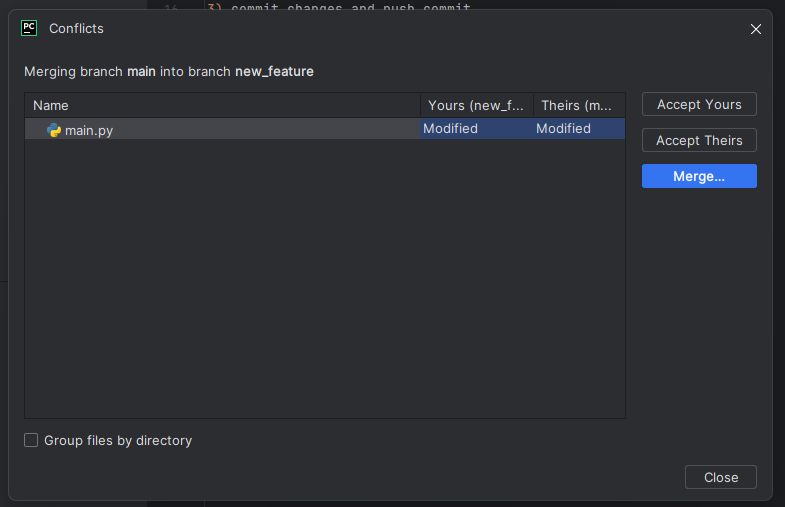 16 3) commit changes and push commit
PC Conflicts
Merging branch main into branch new_feature
Name Yours (new_f... Theirs (m...
main.py Modified Modified
Accept Yours
Accept Theirs
Merge...
Group files by directory
Close